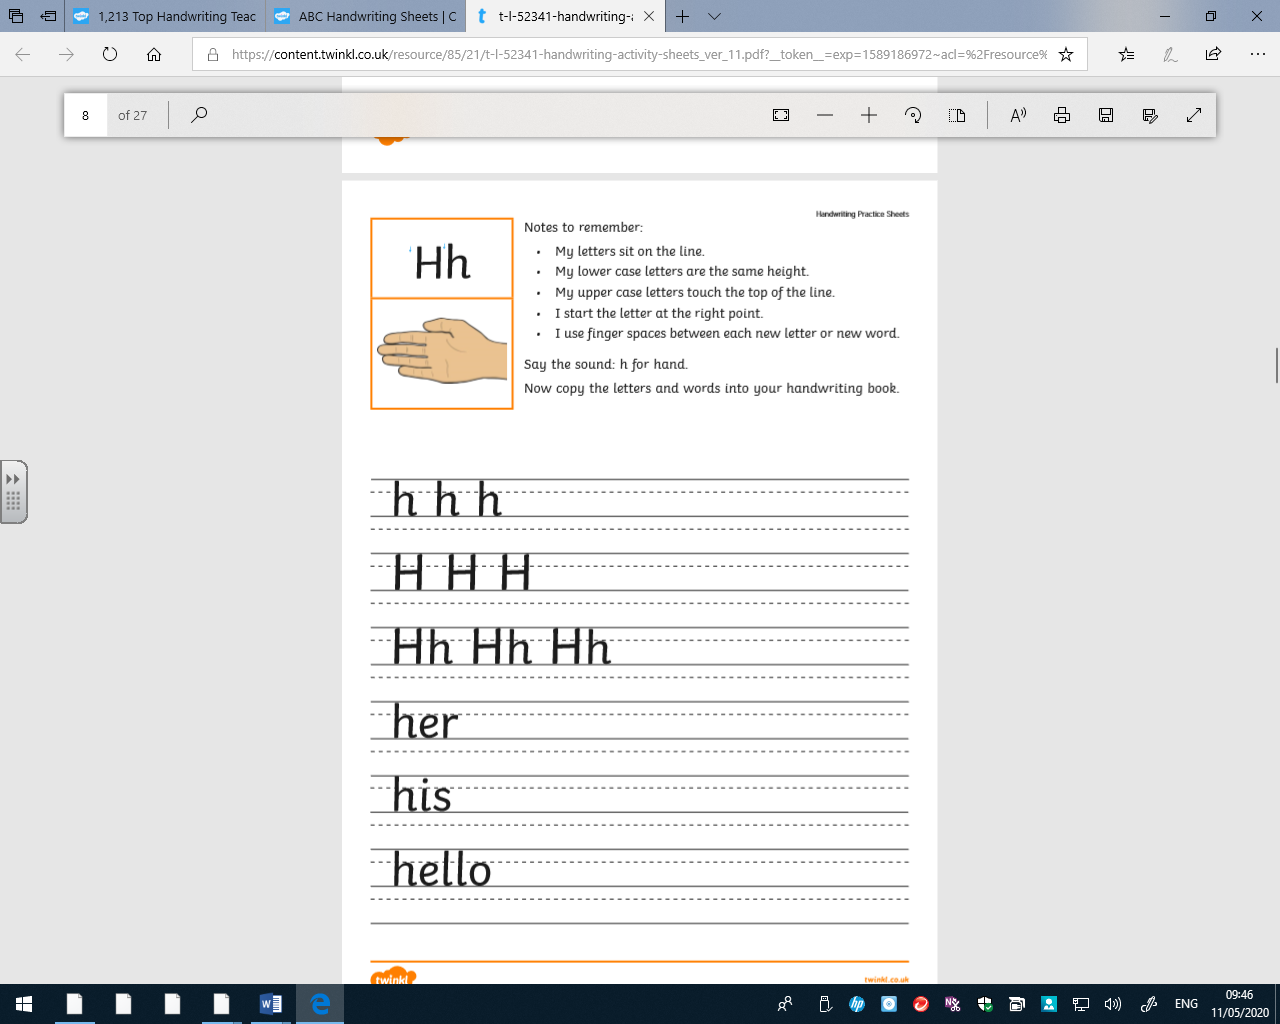 1,213 Top Handwriting Teac
ABC Handwriting Sheets | C
t-l-52341-handwriting-a
https://content.twinkl.co.uk/resource/85/21/t-l-52341-handwriting-activity-sheets_ver_11.pdf?__token__=exp=1589186972~acl=%2Fresource%
8 of 27
Handwriting Practice Sheets
Hh
Notes to remember:
• My letters sit on the line.
• My lower case letters are the same height.
• My upper case letters touch the top of the line.
• I start the letter at the right point.
• I use finger spaces between each new letter or new word.
Say the sound: h for hand.
Now copy the letters and words into your handwriting book.
h h h
H H H
Hh Hh Hh
her
his
hello
twinkl
twinkl.co.uk
ENG
09:46
11/05/2020